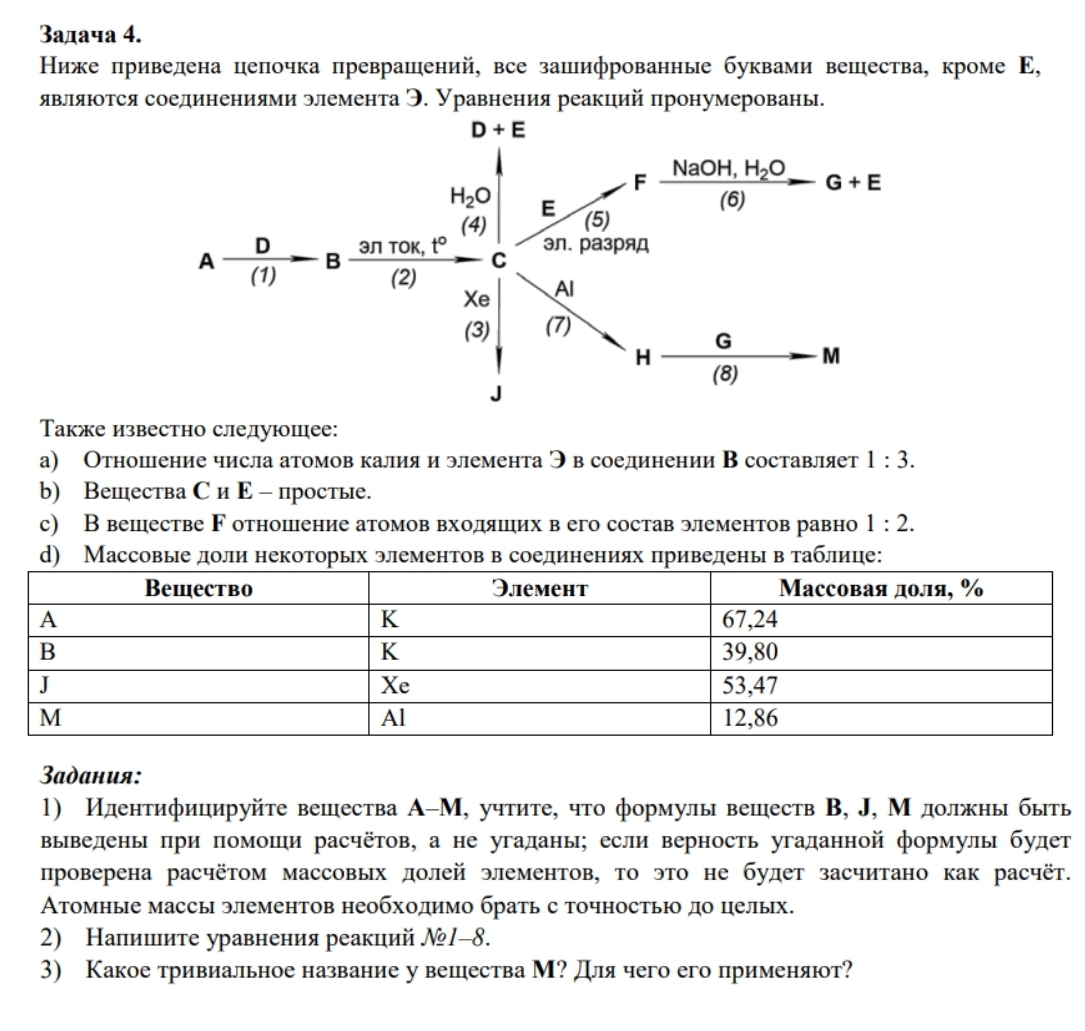 Задача 4.
Ниже приведена цепочка превращений, все зашифрованные буквами вещества, кроме E,
являются соединениями элемента Э. Уравнения реакций пронумерованы.
D + E
H₂O
(4)
E
(5)
эл. разряд
F
NaOH, H₂O
(6)
G + E
A
D
(1)
B
эл ток, t°
(2)
C
Xe
(3)
J
Al
(7)
H
G
(8)
M
Также известно следующее:
a) Отношение числа атомов калия и элемента Э в соединении B составляет 1 : 3.
b) Вещества C и E – простые.
c) В веществе F отношение атомов входящих в его состав элементов равно 1 : 2.
d) Массовые доли некоторых элементов в соединениях приведены в таблице:
Вещество Элемент Массовая доля, %
A K 67,24
B K 39,80
J Xe 53,47
M Al 12,86
Задания:
1) Идентифицируйте вещества A–M, учтите, что формулы веществ B, J, M должны быть
выведены при помощи расчётов, а не угаданы; если верность угаданной формулы будет
проверена расчётом массовых долей элементов, то это не будет засчитано как расчёт.
Атомные массы элементов необходимо брать с точностью до целых.
2) Напишите уравнения реакций №1–8.
3) Какое тривиальное название у вещества M? Для чего его применяют?